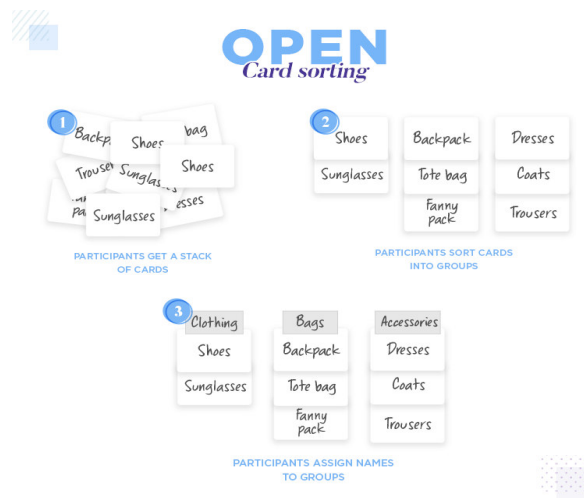 OPEN
Card sorting
1
Backp
Shoes
bag
Trouser
Sunglas
Shoes
pa
Sunglasses
esses
PARTICIPANTS GET A STACK
OF CARDS
2
Shoes
Backpack
Dresses
Sunglasses
Tote bag
Coats
Fanny
pack
Trousers
PARTICIPANTS SORT CARDS
INTO GROUPS
3
Clothing
Bags
Accessories
Shoes
Backpack
Dresses
Sunglasses
Tote bag
Coats
Fanny
pack
Trousers
PARTICIPANTS ASSIGN NAMES
TO GROUPS